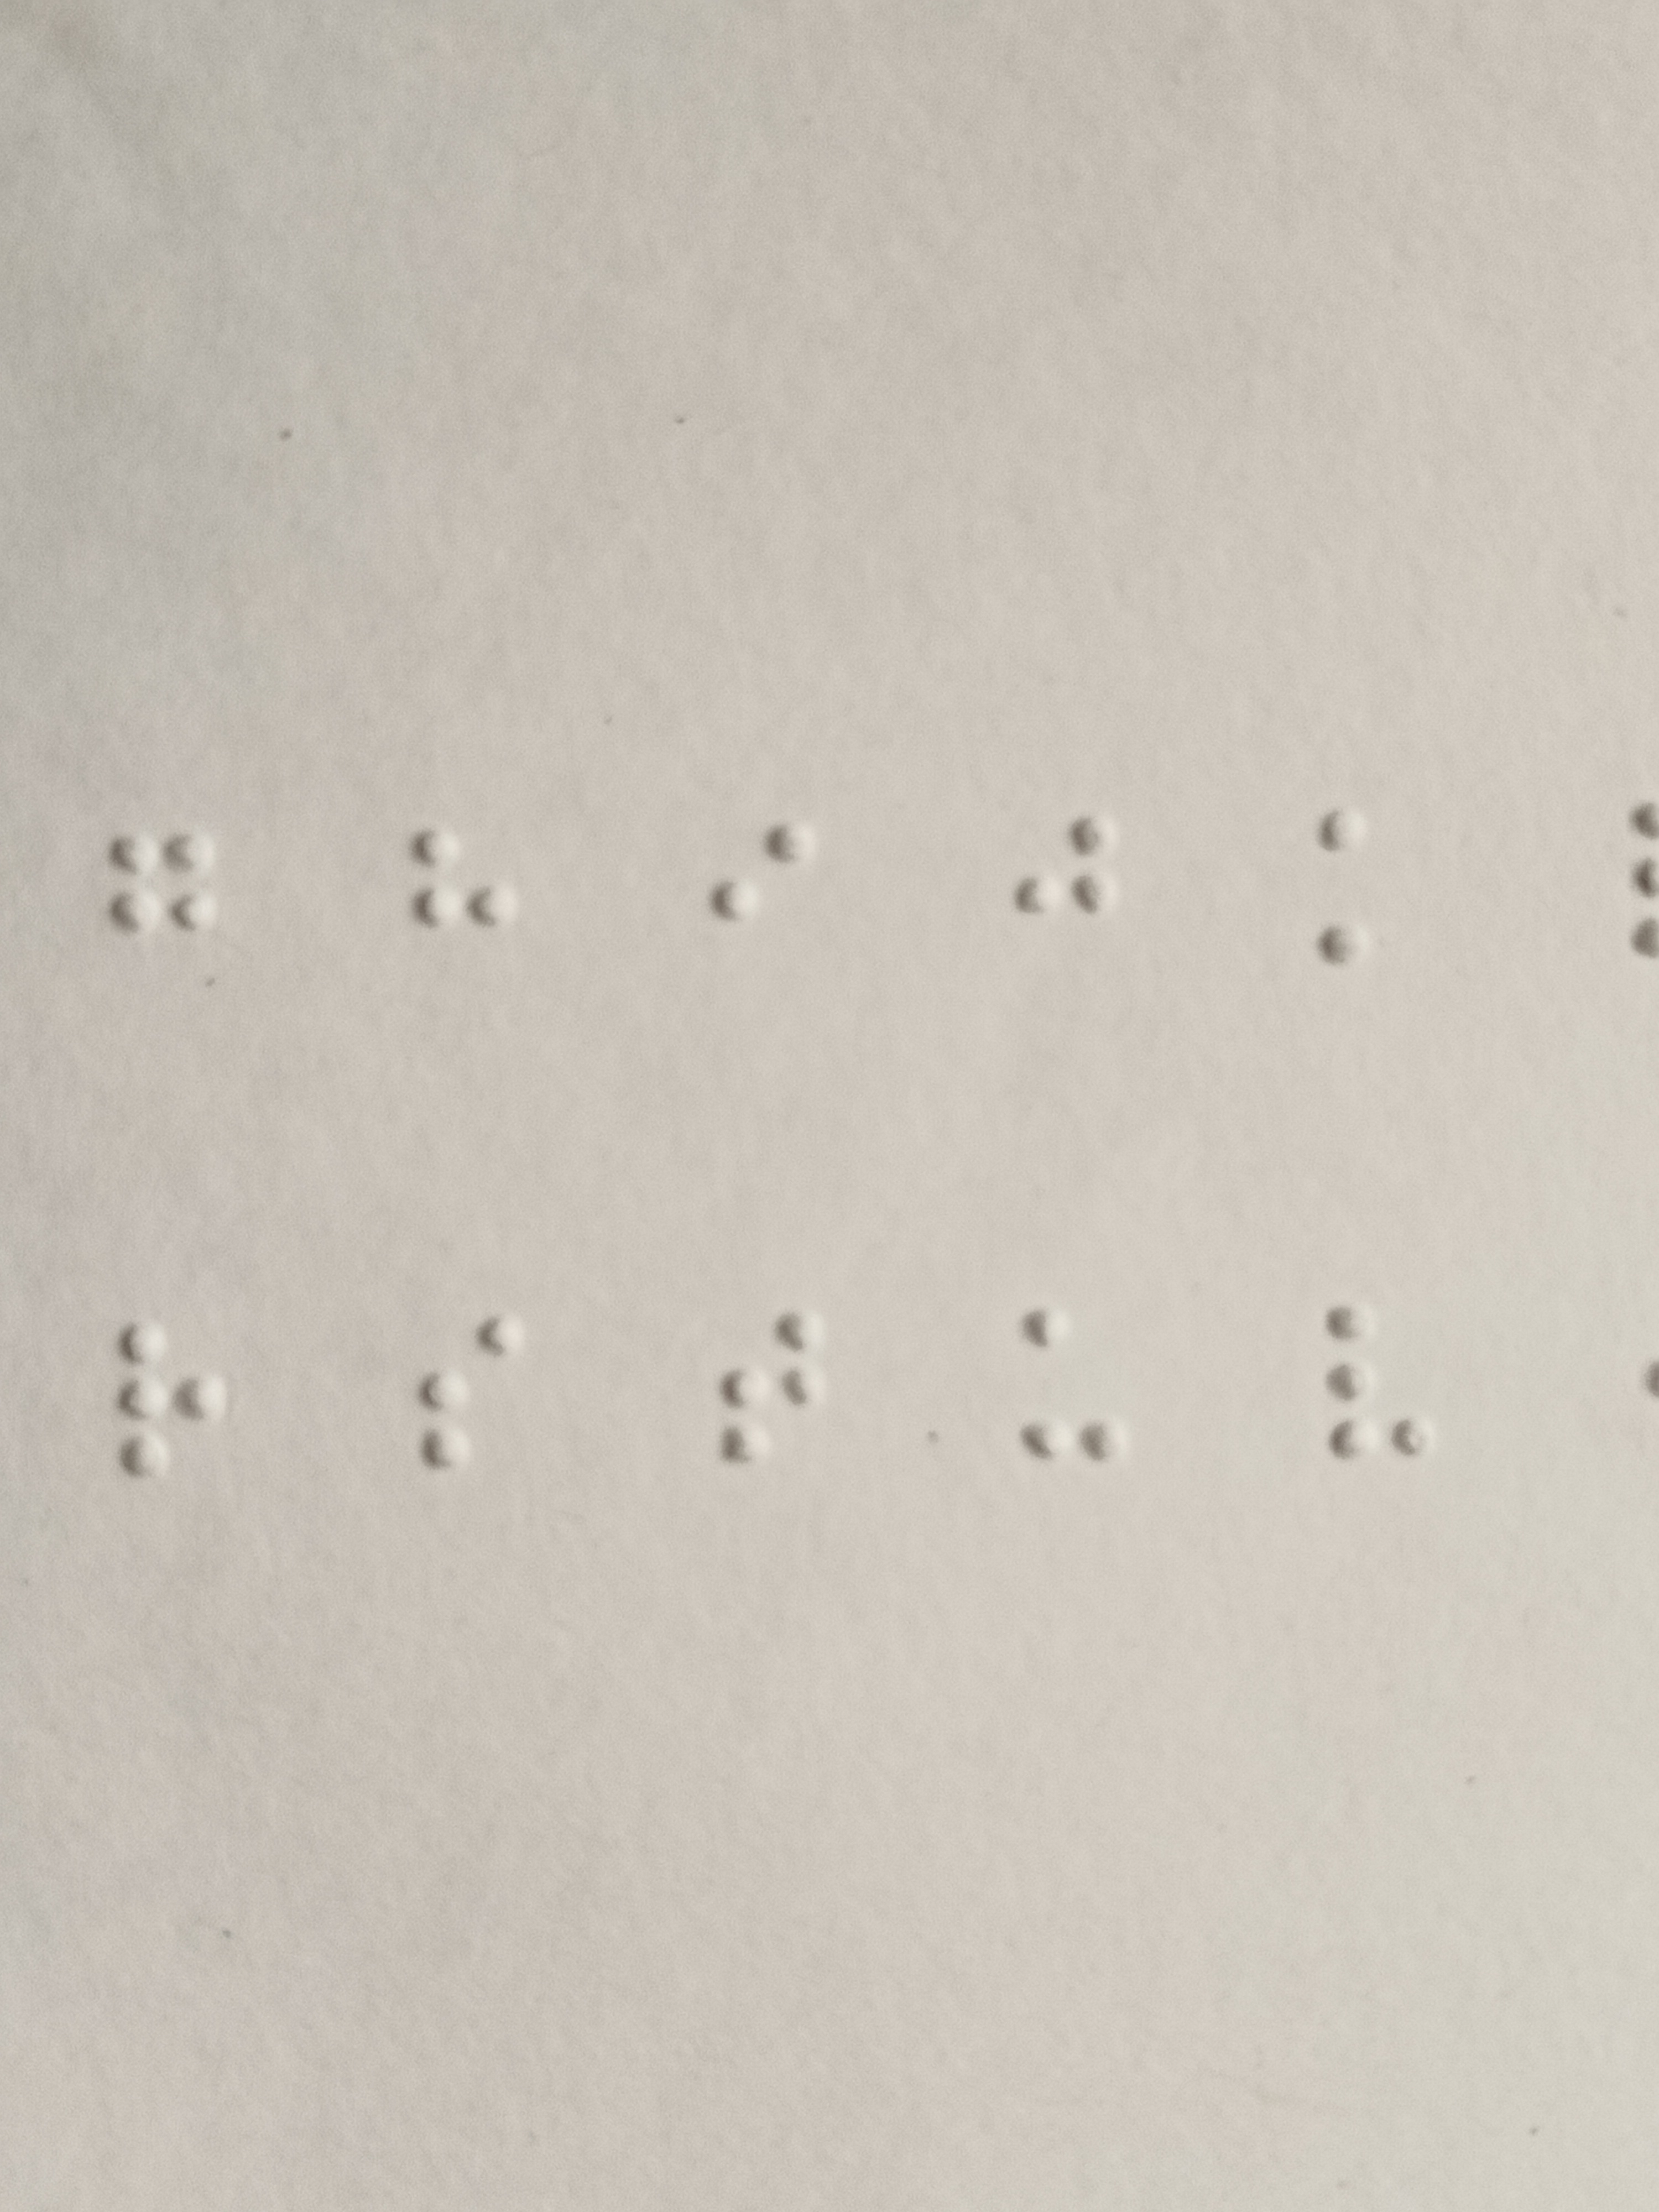 ⠛ ⠓ ⠊ ⠚ ⠅
⠗ ⠎ ⠞ ⠥ ⠧